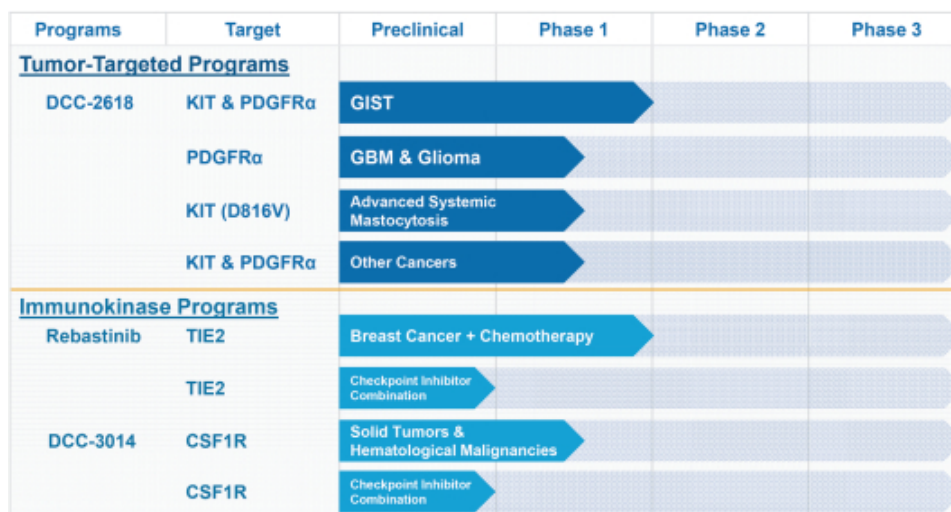 Programs Target Preclinical Phase 1 Phase 2 Phase 3
Tumor-Targeted Programs
DCC-2618 KIT & PDGFRα GIST
PDGFRα GBM & Glioma
KIT (D816V) Advanced Systemic
Mastocytosis
KIT & PDGFRα Other Cancers
Immunokinase Programs
Rebastinib TIE2 Breast Cancer + Chemotherapy
TIE2 Checkpoint Inhibitor
Combination
DCC-3014 CSF1R Solid Tumors &
Hematological Malignancies
CSF1R Checkpoint Inhibitor
Combination